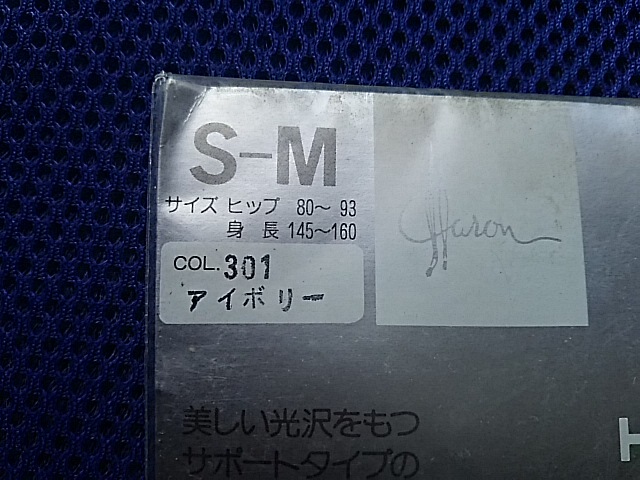 S-M
サイズ ヒップ 80〜 93
身 長 145〜160
COL. 301
アイボリー
美しい光沢をもつ
サポートタイプの
H